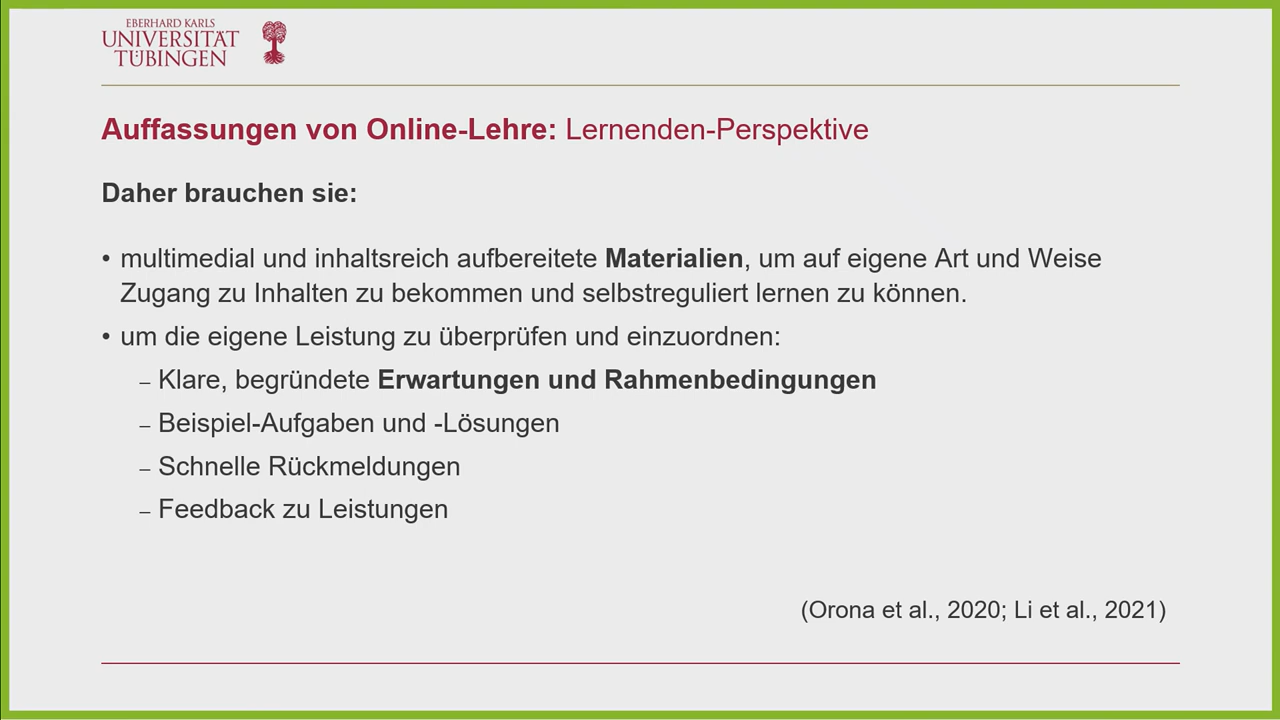 EBERHARD KARLS
UNIVERSITÄT
TÜBINGEN
Auffassungen von Online-Lehre: Lernenden-Perspektive
Daher brauchen sie:
• multimedial und inhaltsreich aufbereitete Materialien, um auf eigene Art und Weise
Zugang zu Inhalten zu bekommen und selbstreguliert lernen zu können.
• um die eigene Leistung zu überprüfen und einzuordnen:
– Klare, begründete Erwartungen und Rahmenbedingungen
– Beispiel-Aufgaben und -Lösungen
– Schnelle Rückmeldungen
– Feedback zu Leistungen
(Orona et al., 2020; Li et al., 2021)